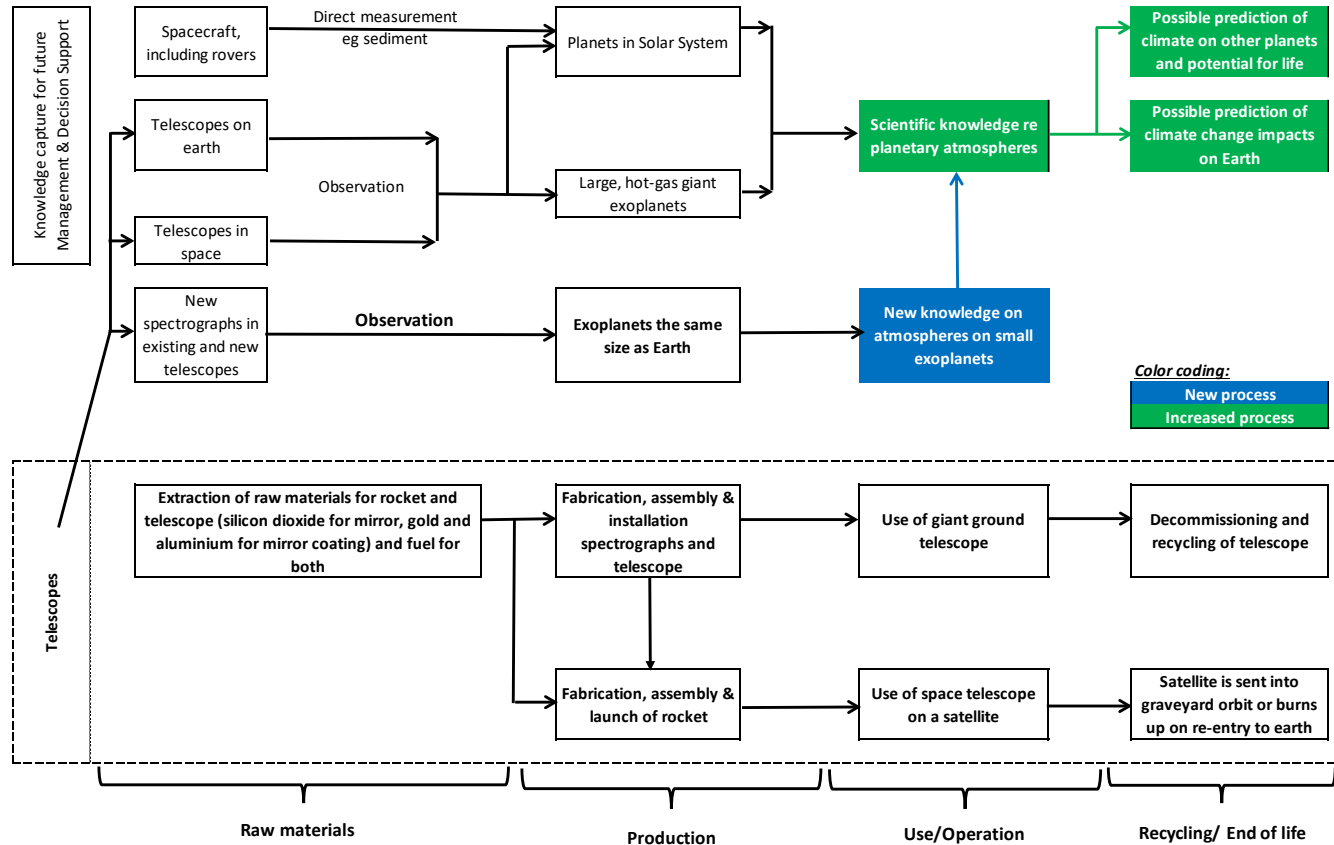 Knowledge capture for future
Management & Decision Support
Spacecraft,
including rovers
Direct measurement
eg sediment
Planets in Solar System
Possible prediction of
climate on other planets
and potential for life
Telescopes on
earth
Observation
Scientific knowledge re
planetary atmospheres
Possible prediction of
climate change impacts
on Earth
Large, hot-gas giant
exoplanets
Telescopes in
space
New
spectrographs in
existing and new
telescopes
Observation
Exoplanets the same
size as Earth
New knowledge on
atmospheres on small
exoplanets
Color coding:
New process
Increased process
Telescopes
Extraction of raw materials for rocket and
telescope (silicon dioxide for mirror, gold and
aluminium for mirror coating) and fuel for
both
Fabrication, assembly &
installation
spectrographs and
telescope
Use of giant ground
telescope
Decommissioning and
recycling of telescope
Fabrication, assembly &
launch of rocket
Use of space telescope
on a satellite
Satellite is sent into
graveyard orbit or burns
up on re-entry to earth
Raw materials
Production
Use/Operation
Recycling/ End of life